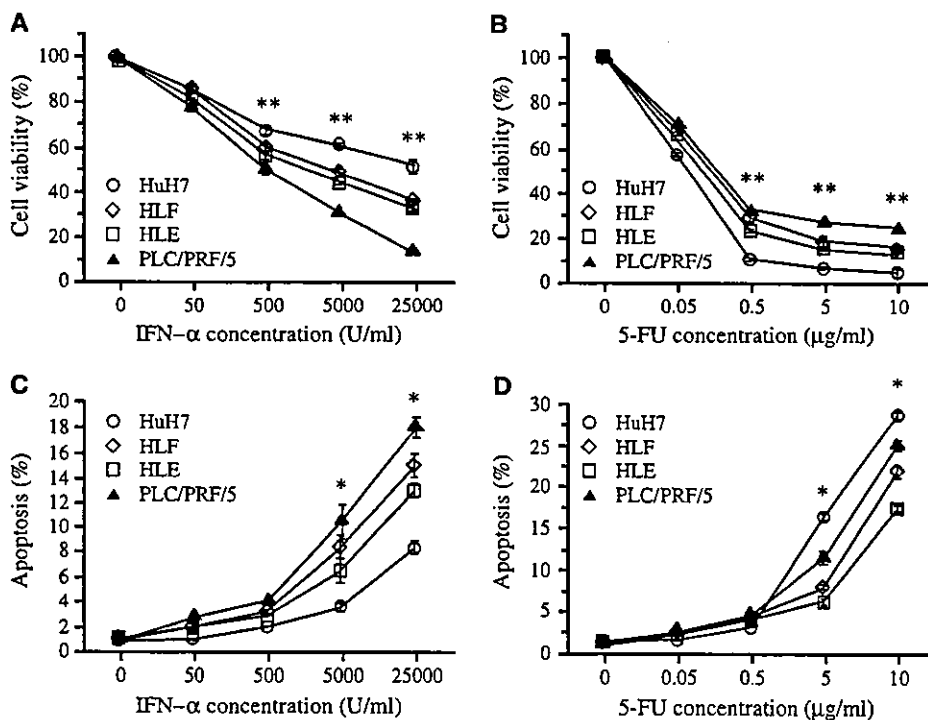 A
Cell viability (%)
100
80
60
40
20
0
**
**
**
HuH7
HLF
HLE
PLC/PRF/5
0 50 500 5000 25000
IFN–α concentration (U/ml)
B
Cell viability (%)
100
80
60
40
20
0
**
**
**
HuH7
HLF
HLE
PLC/PRF/5
0 0.05 0.5 5 10
5-FU concentration (μg/ml)
C
Apoptosis (%)
20
18
16
14
12
10
8
6
4
2
0
*
*
HuH7
HLF
HLE
PLC/PRF/5
0 50 500 5000 25000
IFN–α concentration (U/ml)
D
Apoptosis (%)
30
25
20
15
10
5
0
*
*
HuH7
HLF
HLE
PLC/PRF/5
0 0.05 0.5 5 10
5-FU concentration (μg/ml)